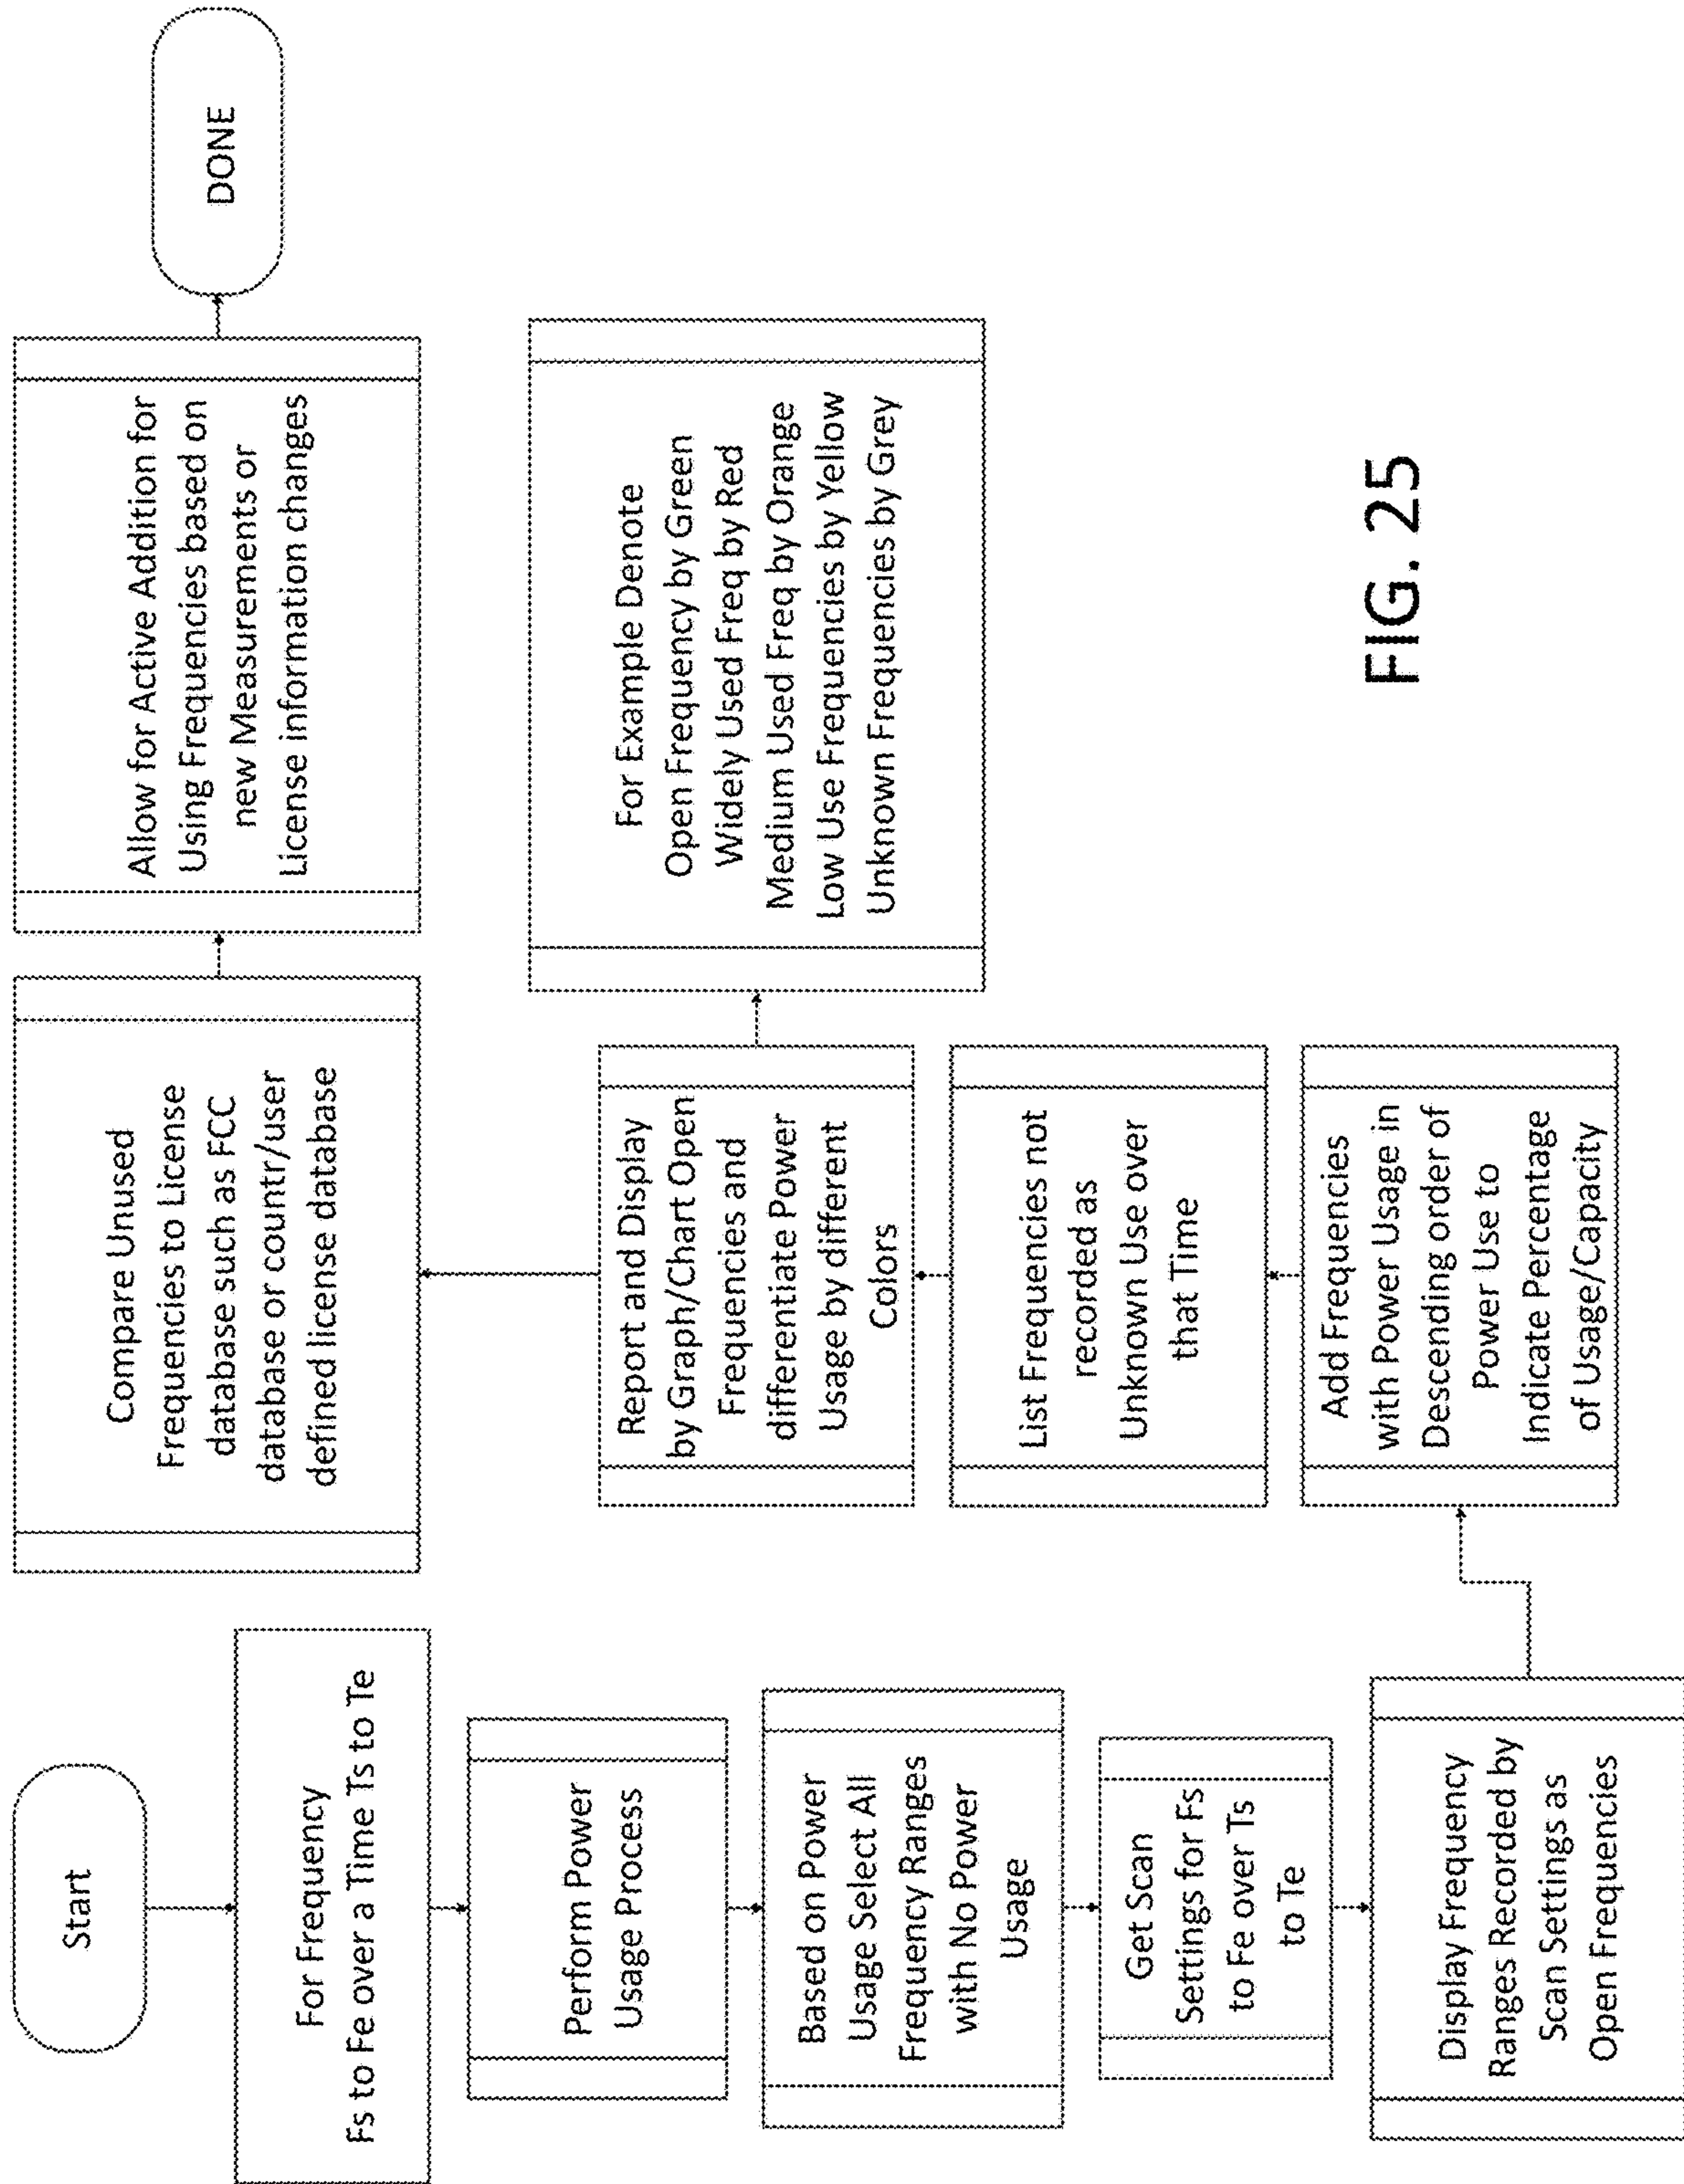 Start
For Frequency
Fs to Fe over a Time Ts to Te
Perform Power
Usage Process
Based on Power
Usage Select All
Frequency Ranges
with No Power
Usage
Get Scan
Settings for Fs
to Fe over Ts
to Te
Display Frequency
Ranges Recorded by
Scan Settings as
Open Frequencies
Add Frequencies
with Power Usage in
Descending order of
Power Use to
Indicate Percentage
of Usage/Capacity
List Frequencies not
recorded as
Unknown Use over
that Time
Report and Display
by Graph/Chart Open
Frequencies and
differentiate Power
Usage by different
Colors
For Example Denote
Open Frequency by Green
Widely Used Freq by Red
Medium Used Freq by Orange
Low Use Frequencies by Yellow
Unknown Frequencies by Grey
Compare Unused
Frequencies to License
database such as FCC
database or countr/user
defined license database
Allow for Active Addition for
Using Frequencies based on
new Measurements or
License information changes
DONE
FIG. 25